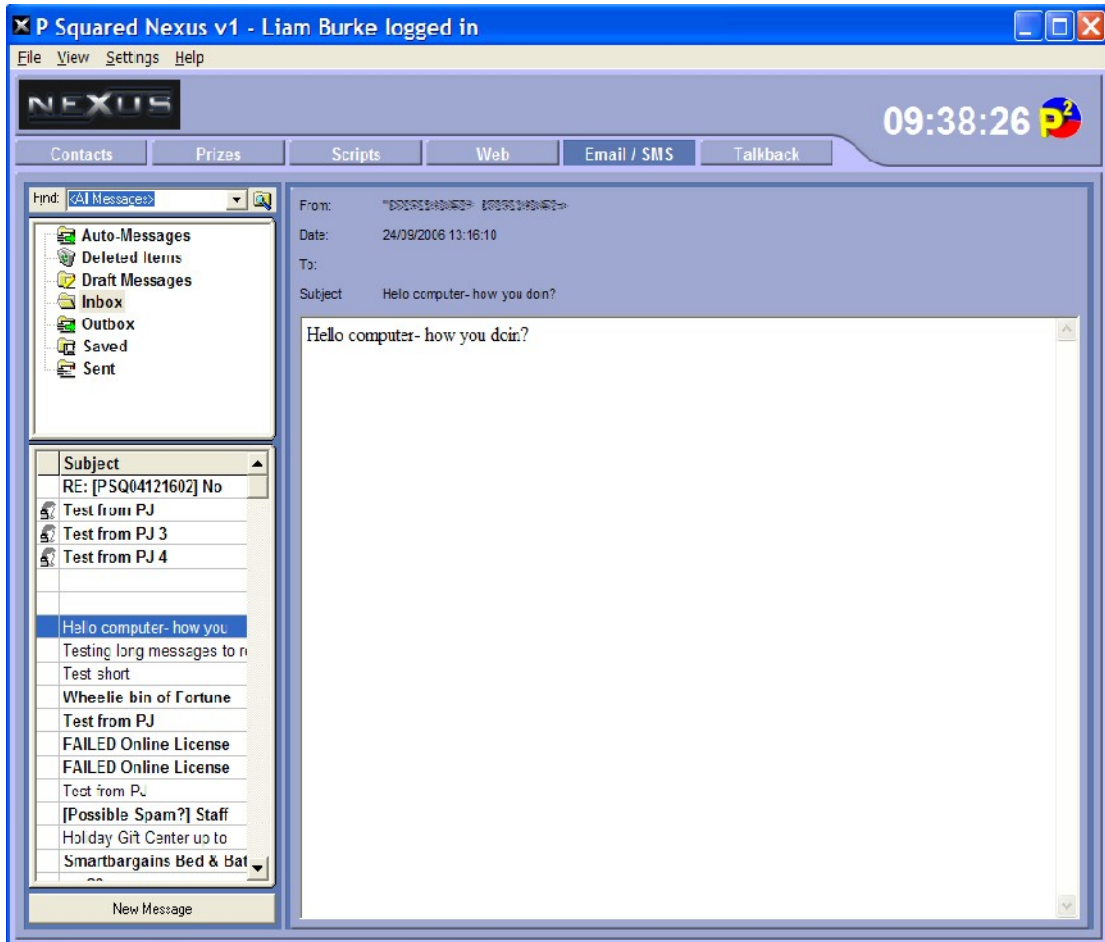 P Squared Nexus v1 - Liam Burke logged in
File View Settings Help
NEXUS
09:38:26 P2
Contacts Prizes Scripts Web Email / SMS Talkback
Find: <All Messages>
Auto-Messages
Deleted Items
Draft Messages
Inbox
Outbox
Saved
Sent
Subject
RE: [PSQ04121602] No
Test from PJ
Test from PJ 3
Test from PJ 4
Hello computer- how you
Testing long messages to
Test short
Wheelie bin of Fortune
Test from PJ
FAILED Online License
FAILED Online License
Test from PJ
[Possible Spam?] Staff
Holiday Gift Center up to
Smartbargains Bed & Bat
New Message
From:
Date: 24/09/2006 13:16:10
To:
Subject Hello computer- how you doin?
Hello computer- how you doin?